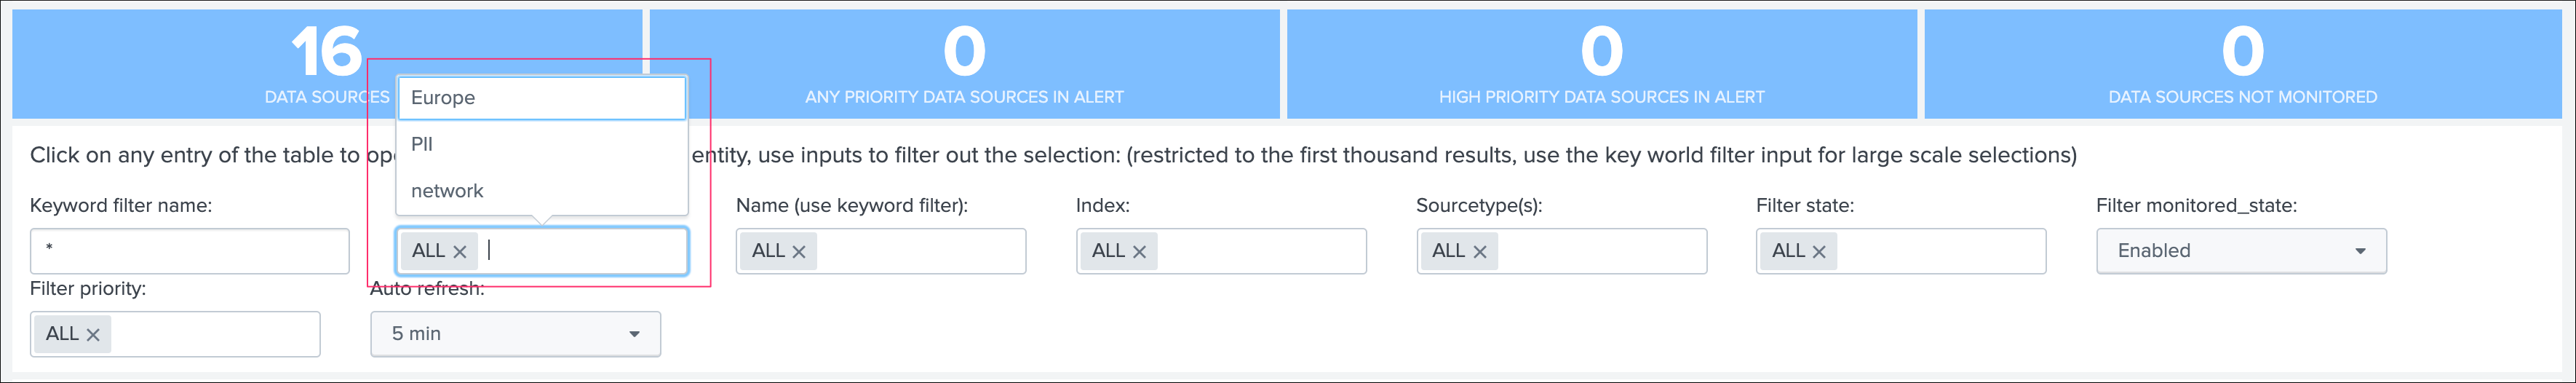 16
DATA SOURCES
0
ANY PRIORITY DATA SOURCES IN ALERT
0
HIGH PRIORITY DATA SOURCES IN ALERT
0
DATA SOURCES NOT MONITORED
Europe
PII
network
Click on any entry of the table to op entity, use inputs to filter out the selection: (restricted to the first thousand results, use the key world filter input for large scale selections)
Keyword filter name:
*
ALL
Name (use keyword filter):
ALL
Index:
ALL
Sourcetype(s):
ALL
Filter state:
ALL
Filter monitored_state:
Enabled
Filter priority:
ALL
Auto refresh:
5 min